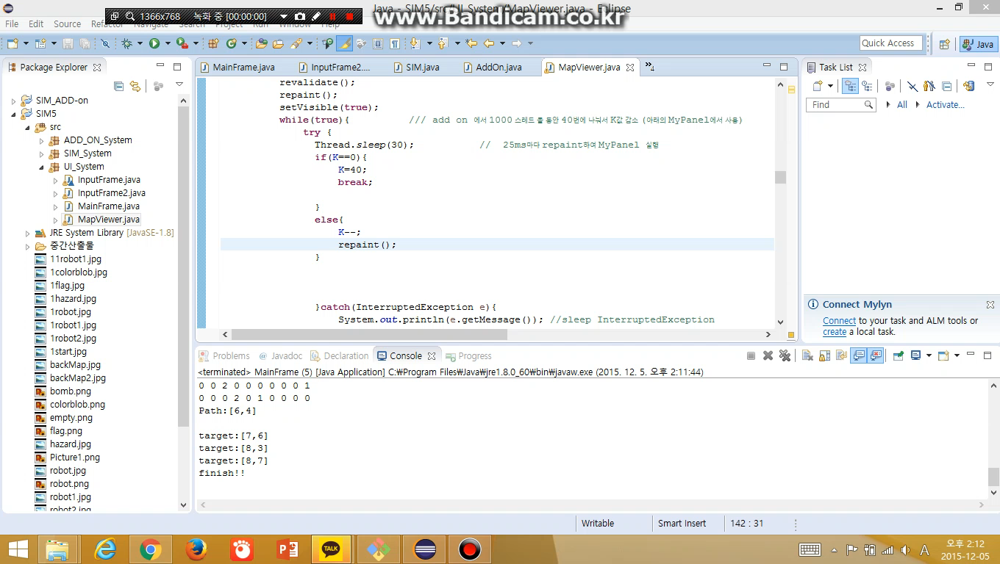 Java - SIM5/src/UI_System/MapViewer.java - Eclipse
1366x768 녹화 중 [00:00:00]
www.Bandicam.co.kr
File Edit Source Refactor Navigate Search Project Run Window Help
Quick Access Java
Package Explorer
MainFrame.java InputFrame2.... SIM.java AddOn.java MapViewer.java »4
Task List
Find All Activate...
SIM_ADD-on
SIM5
src
ADD_ON_System
SIM_System
UI_System
InputFrame.java
InputFrame2.java
MainFrame.java
MapViewer.java
JRE System Library [JavaSE-1.8]
중간산출물
11robot1.jpg
1colorblob.jpg
1flag.jpg
1hazard.jpg
1robot.jpg
1robot1.jpg
1robot2.jpg
1start.jpg
backMap.jpg
backMap2.jpg
bomb.png
colorblob.png
empty.png
flag.png
hazard.jpg
Picture1.png
robot.jpg
robot.png
robot1.jpg
robot2.jpg
revalidate();
repaint();
setVisible(true);
while(true){ /// add on 에서 1000 스레드 풀 동안 40번에 나눠서 K값 감소 (아래의 MyPanel에서 사용)
try {
Thread.sleep(30); // 25ms마다 repaint하여 MyPanel 실행
if(K==0){
K=40;
break;
}
else{
K--;
repaint();
}
}catch(InterruptedException e){
System.out.println(e.getMessage()); //sleep InterruptedException
Connect Mylyn
Connect to your task and ALM tools or
create a local task.
Problems Javadoc Declaration Console Progress
<terminated> MainFrame (5) [Java Application] C:₩Program Files₩Java₩jre1.8.0_60₩bin₩javaw.exe (2015. 12. 5. 오후 2:11:44)
0 0 2 0 0 0 0 0 0 1
0 0 0 2 0 1 0 0 0 0
Path:[6,4]
target:[7,6]
target:[8,3]
target:[8,7]
finish!!
Writable Smart Insert 142 : 31
TALK
A
오후 2:12
2015-12-05